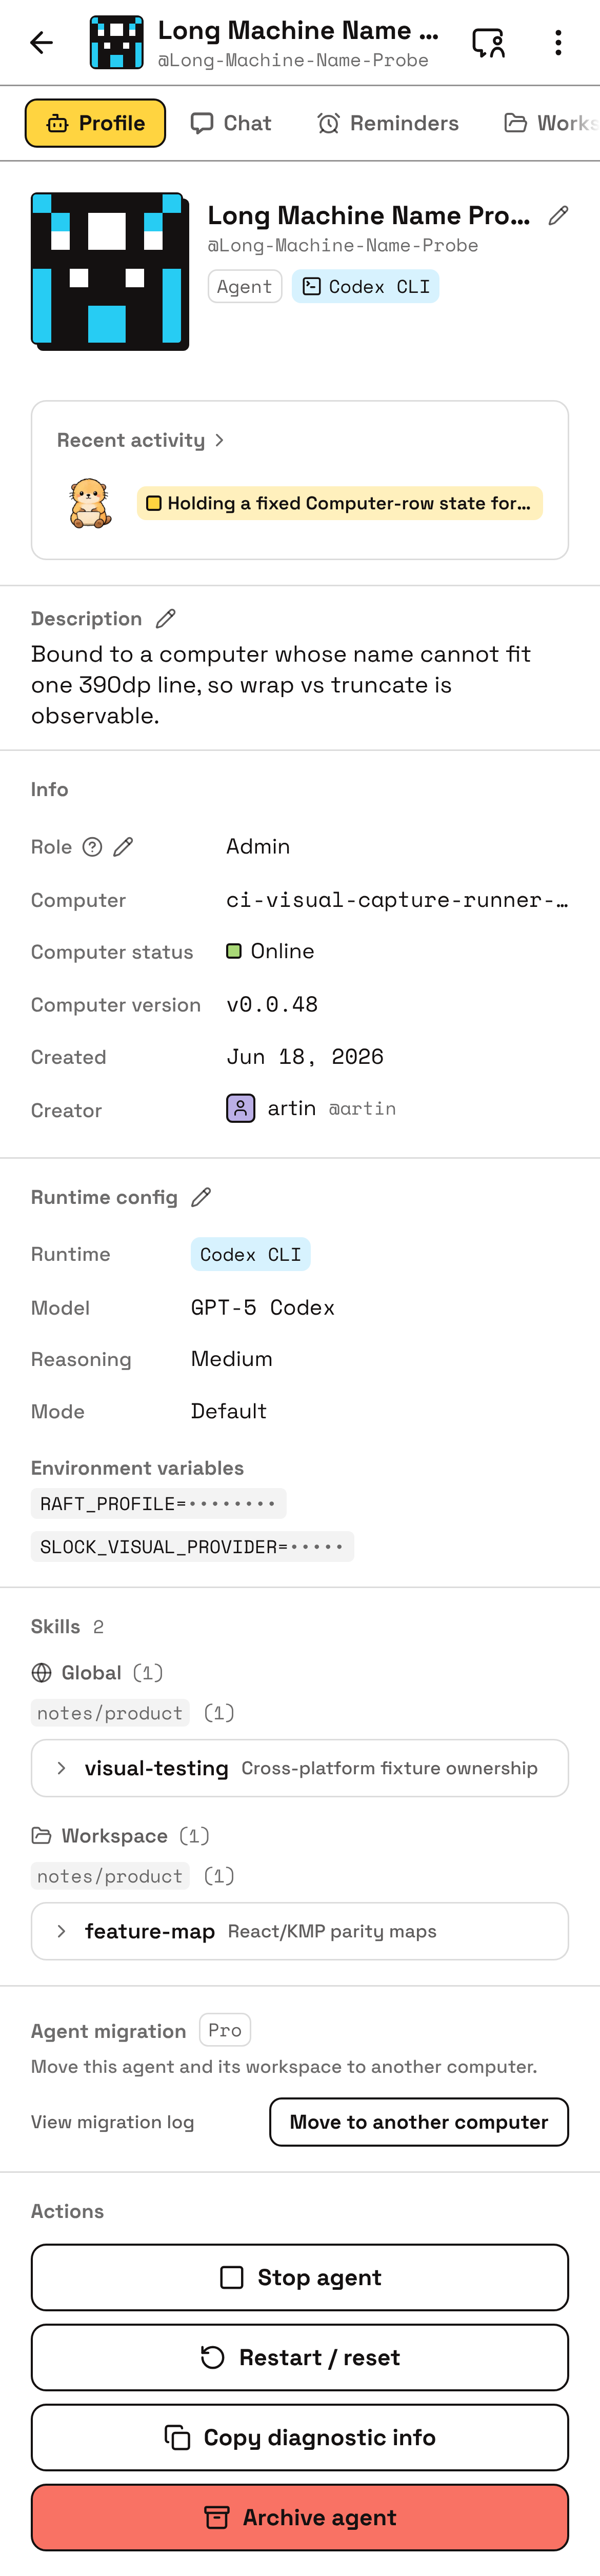 Long Machine Name ...
@Long-Machine-Name-Probe
Profile
Chat
Reminders
Works
Long Machine Name Pro...
@Long-Machine-Name-Probe
Agent
Codex CLI
Recent activity
Holding a fixed Computer-row state for...
Description
Bound to a computer whose name cannot fit
one 390dp line, so wrap vs truncate is
observable.
Info
Role
Admin
Computer
ci-visual-capture-runner-...
Computer status
Online
Computer version
v0.0.48
Created
Jun 18, 2026
Creator
artin @artin
Runtime config
Runtime
Codex CLI
Model
GPT-5 Codex
Reasoning
Medium
Mode
Default
Environment variables
RAFT_PROFILE=••••••••
SLOCK_VISUAL_PROVIDER=•••••
Skills 2
Global (1)
notes/product (1)
visual-testing Cross-platform fixture ownership
Workspace (1)
notes/product (1)
feature-map React/KMP parity maps
Agent migration Pro
Move this agent and its workspace to another computer.
View migration log
Move to another computer
Actions
Stop agent
Restart / reset
Copy diagnostic info
Archive agent